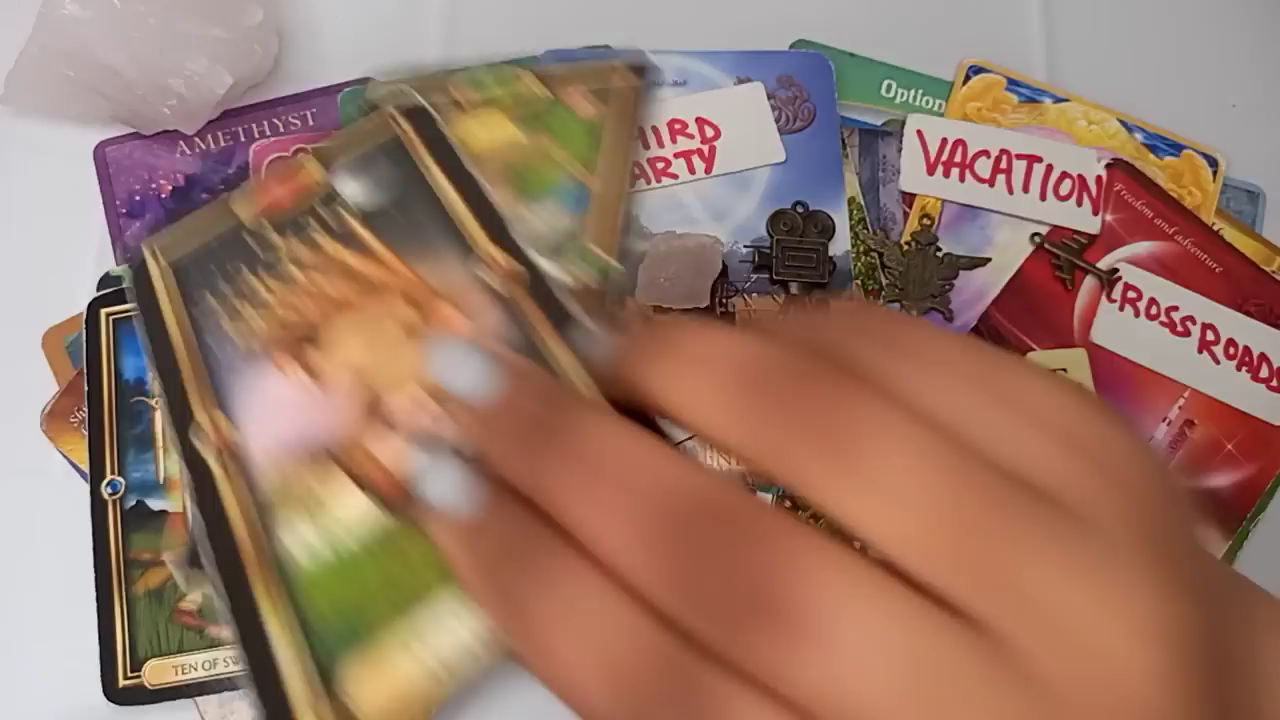 AMETHYST
HIRD
ARTY
Option
VACATION
Freedom and adventure
CROSSROADS
TEN OF SW